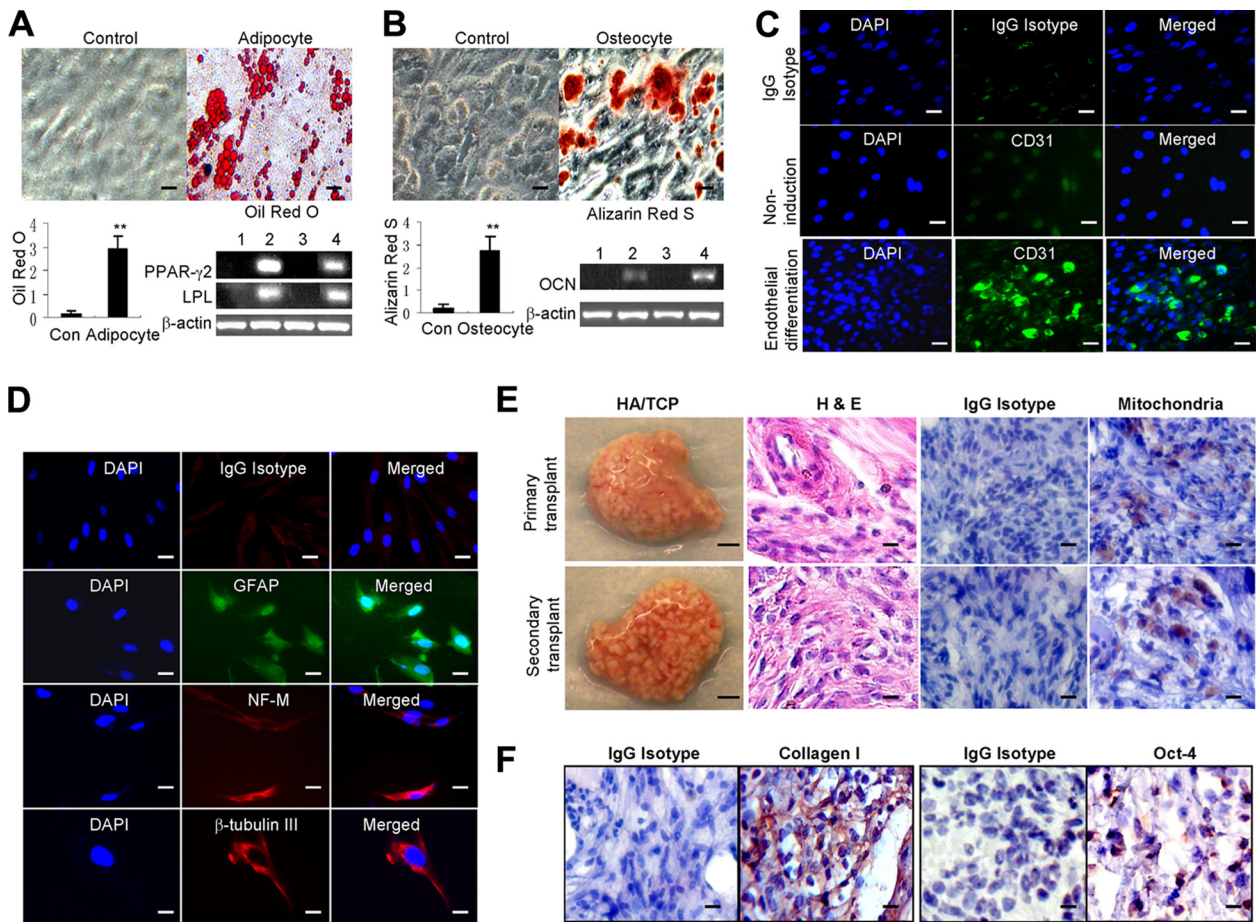 A
Control
Adipocyte
Oil Red O
Oil Red O
4
3
2
1
0
**
Con Adipocyte
1 2 3 4
PPAR-γ2
LPL
β-actin
B
Control
Osteocyte
Alizarin Red S
Alizarin Red S
4
3
2
1
0
**
Con Osteocyte
1 2 3 4
OCN
β-actin
C
IgG Isotype
DAPI
IgG Isotype
Merged
Non-
induction
DAPI
CD31
Merged
Endothelial
differentiation
DAPI
CD31
Merged
D
DAPI
IgG Isotype
Merged
DAPI
GFAP
Merged
DAPI
NF-M
Merged
DAPI
β-tubulin III
Merged
E
HA/TCP
H & E
IgG Isotype
Mitochondria
Primary
transplant
Secondary
transplant
F
IgG Isotype
Collagen I
IgG Isotype
Oct-4